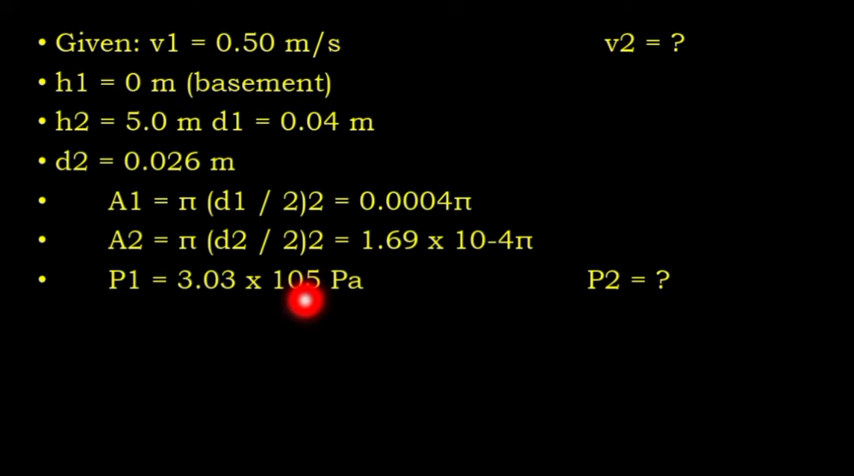 • Given: v1 = 0.50 m/s v2 = ?
• h1 = 0 m (basement)
• h2 = 5.0 m d1 = 0.04 m
• d2 = 0.026 m
• A1 = π (d1 / 2)2 = 0.0004π
• A2 = π (d2 / 2)2 = 1.69 x 10-4π
• P1 = 3.03 x 105 Pa P2 = ?